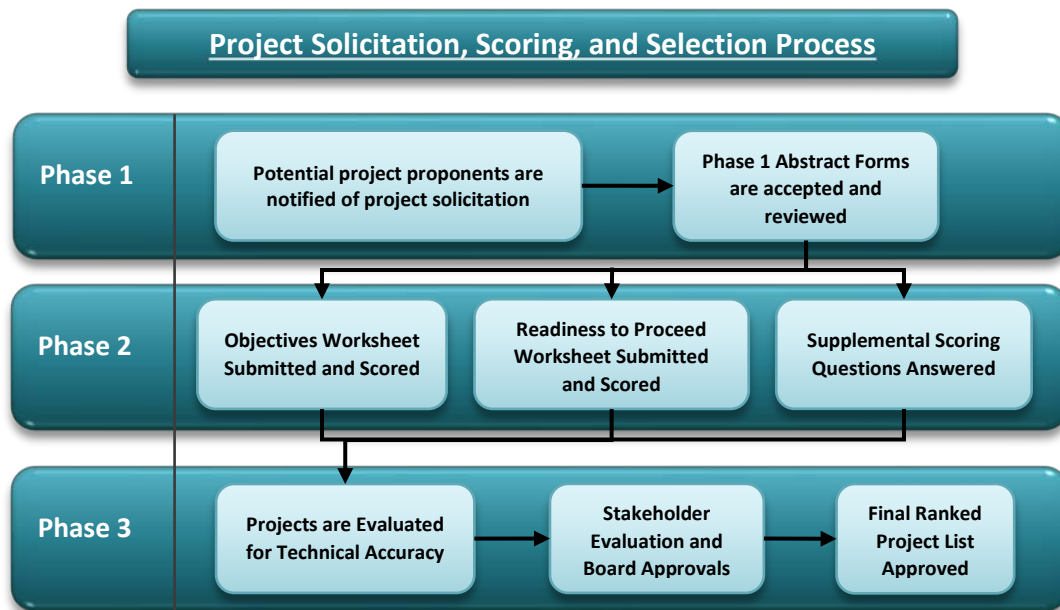 Project Solicitation, Scoring, and Selection Process
Phase 1
Potential project proponents are
notified of project solicitation
Phase 1 Abstract Forms
are accepted and
reviewed
Phase 2
Objectives Worksheet
Submitted and Scored
Readiness to Proceed
Worksheet Submitted
and Scored
Supplemental Scoring
Questions Answered
Phase 3
Projects are Evaluated
for Technical Accuracy
Stakeholder
Evaluation and
Board Approvals
Final Ranked
Project List
Approved